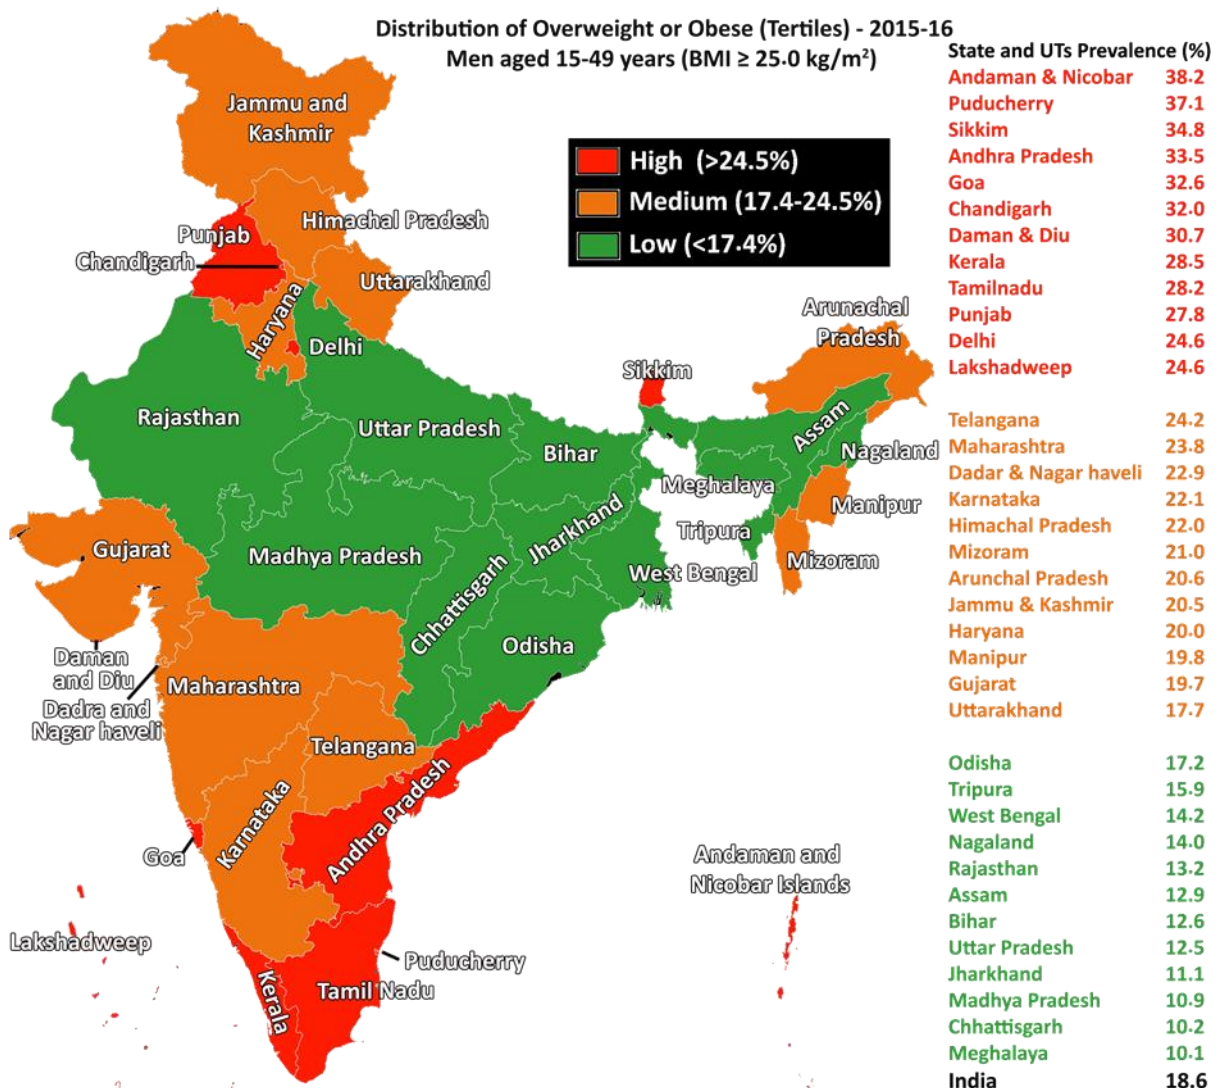 Distribution of Overweight or Obese (Tertiles) - 2015-16
Men aged 15-49 years (BMI ≥ 25.0 kg/m²)
High (>24.5%)
Medium (17.4-24.5%)
Low (<17.4%)
Jammu and
Kashmir
Himachal Pradesh
Punjab
Chandigarh
Uttarakhand
Haryana
Delhi
Arunachal
Pradesh
Sikkim
Rajasthan
Uttar Pradesh
Bihar
Assam
Nagaland
Meghalaya
Manipur
Tripura
Mizoram
Gujarat
Madhya Pradesh
Jharkhand
West Bengal
Chhattisgarh
Odisha
Daman
and Diu
Dadra and
Nagar haveli
Maharashtra
Telangana
Andhra Pradesh
Karnataka
Goa
Andaman and
Nicobar Islands
Lakshadweep
Puducherry
Tamil Nadu
Kerala
State and UTs Prevalence (%)
Andaman & Nicobar 38.2
Puducherry 37.1
Sikkim 34.8
Andhra Pradesh 33.5
Goa 32.6
Chandigarh 32.0
Daman & Diu 30.7
Kerala 28.5
Tamilnadu 28.2
Punjab 27.8
Delhi 24.6
Lakshadweep 24.6
Telangana 24.2
Maharashtra 23.8
Dadar & Nagar haveli 22.9
Karnataka 22.1
Himachal Pradesh 22.0
Mizoram 21.0
Arunchal Pradesh 20.6
Jammu & Kashmir 20.5
Haryana 20.0
Manipur 19.8
Gujarat 19.7
Uttarakhand 17.7
Odisha 17.2
Tripura 15.9
West Bengal 14.2
Nagaland 14.0
Rajasthan 13.2
Assam 12.9
Bihar 12.6
Uttar Pradesh 12.5
Jharkhand 11.1
Madhya Pradesh 10.9
Chhattisgarh 10.2
Meghalaya 10.1
India 18.6